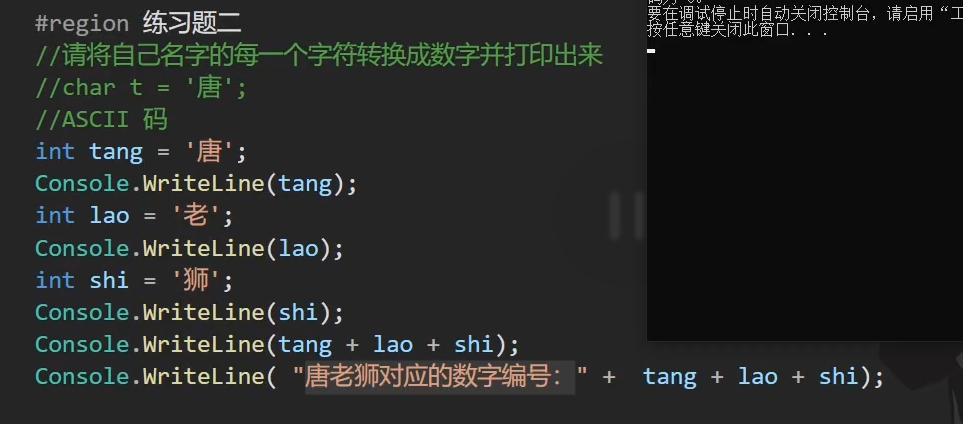 #region 练习题二
//请将自己名字的每一个字符转换成数字并打印出来
//char t = '唐';
//ASCII 码
int tang = '唐';
Console.WriteLine(tang);
int lao = '老';
Console.WriteLine(lao);
int shi = '狮';
Console.WriteLine(shi);
Console.WriteLine(tang + lao + shi);
Console.WriteLine( "唐老狮对应的数字编号：" +  tang + lao + shi);
要在调试停止时自动关闭控制台，请启用“工
按任意键关闭此窗口. . .